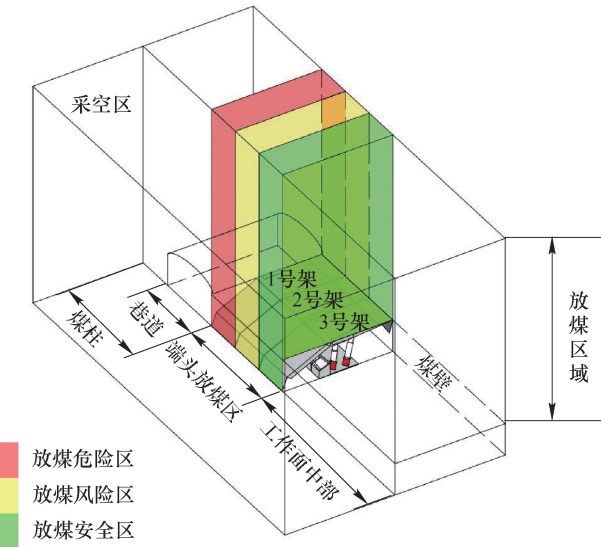 采空区
1号架
2号架
3号架
煤柱
巷道
端头放煤区
工作面中部
煤壁
放煤区域
放煤危险区
放煤风险区
放煤安全区